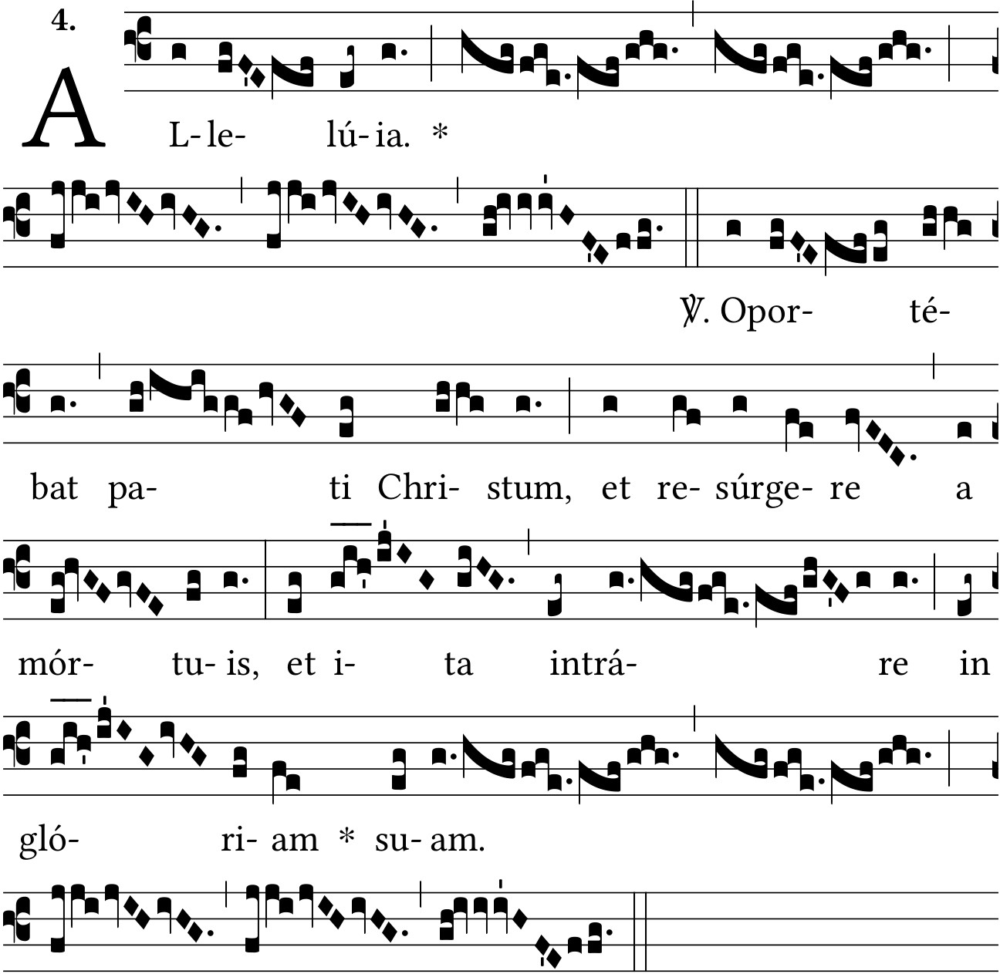 4.
AL-le- lú-ia. *
℣. Opor- té-
bat pa- ti Chri- stum, et re- súrge- re a
mór- tu- is, et i- ta intrá- re in
gló- ri- am * su- am.